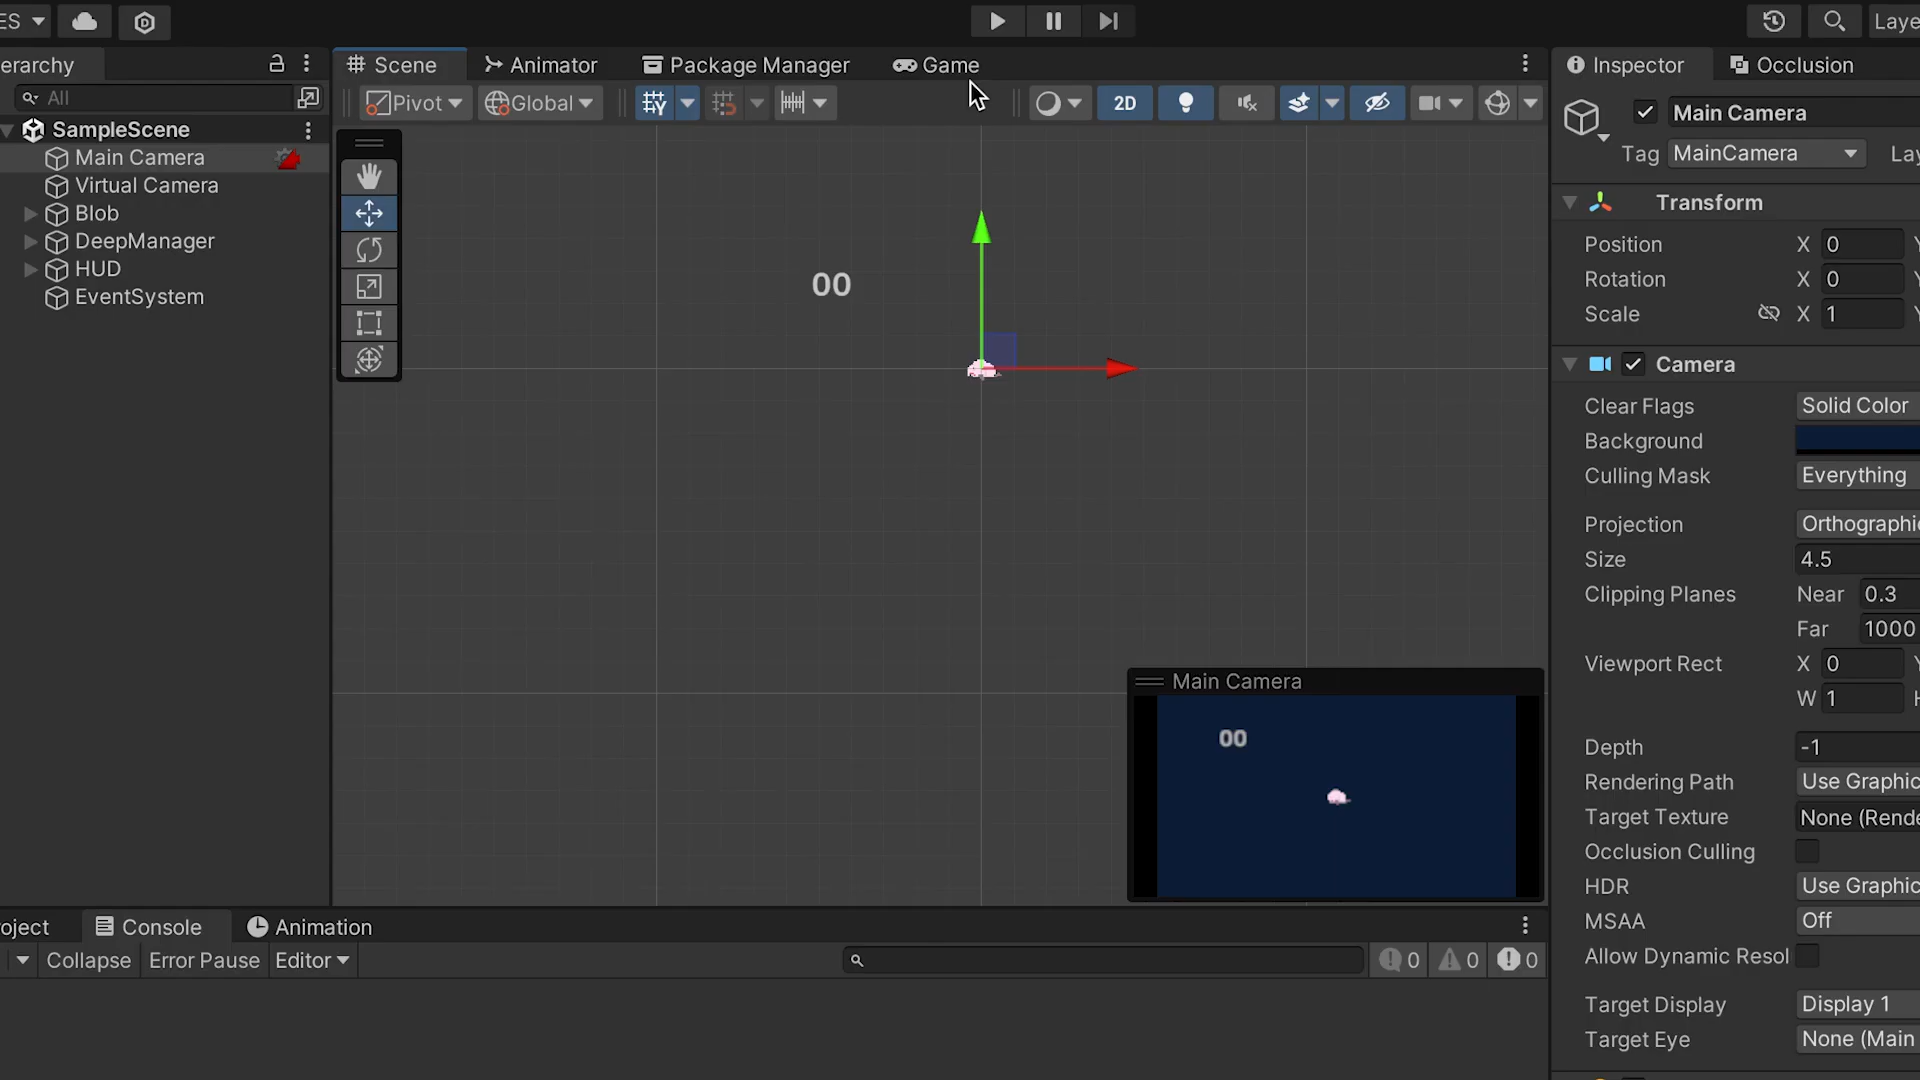 ES
Laye
erarchy
Scene
Animator
Package Manager
Game
Inspector
Occlusion
All
Pivot
Global
2D
Main Camera
SampleScene
Main Camera
Virtual Camera
Blob
DeepManager
HUD
EventSystem
Tag MainCamera Lay
Transform
Position X 0 Y
Rotation X 0 Y
Scale X 1 Y
00
Camera
Clear Flags Solid Color
Background
Culling Mask Everything
Projection Orthographic
Size 4.5
Clipping Planes Near 0.3
Far 1000
Viewport Rect X 0 Y
W 1 H
Main Camera
00
Depth -1
Rendering Path Use Graphic
Target Texture None (Rende
Occlusion Culling
HDR Use Graphic
MSAA Off
Allow Dynamic Resol
Target Display Display 1
Target Eye None (Main
oject
Console
Animation
Collapse Error Pause Editor
0 0 0